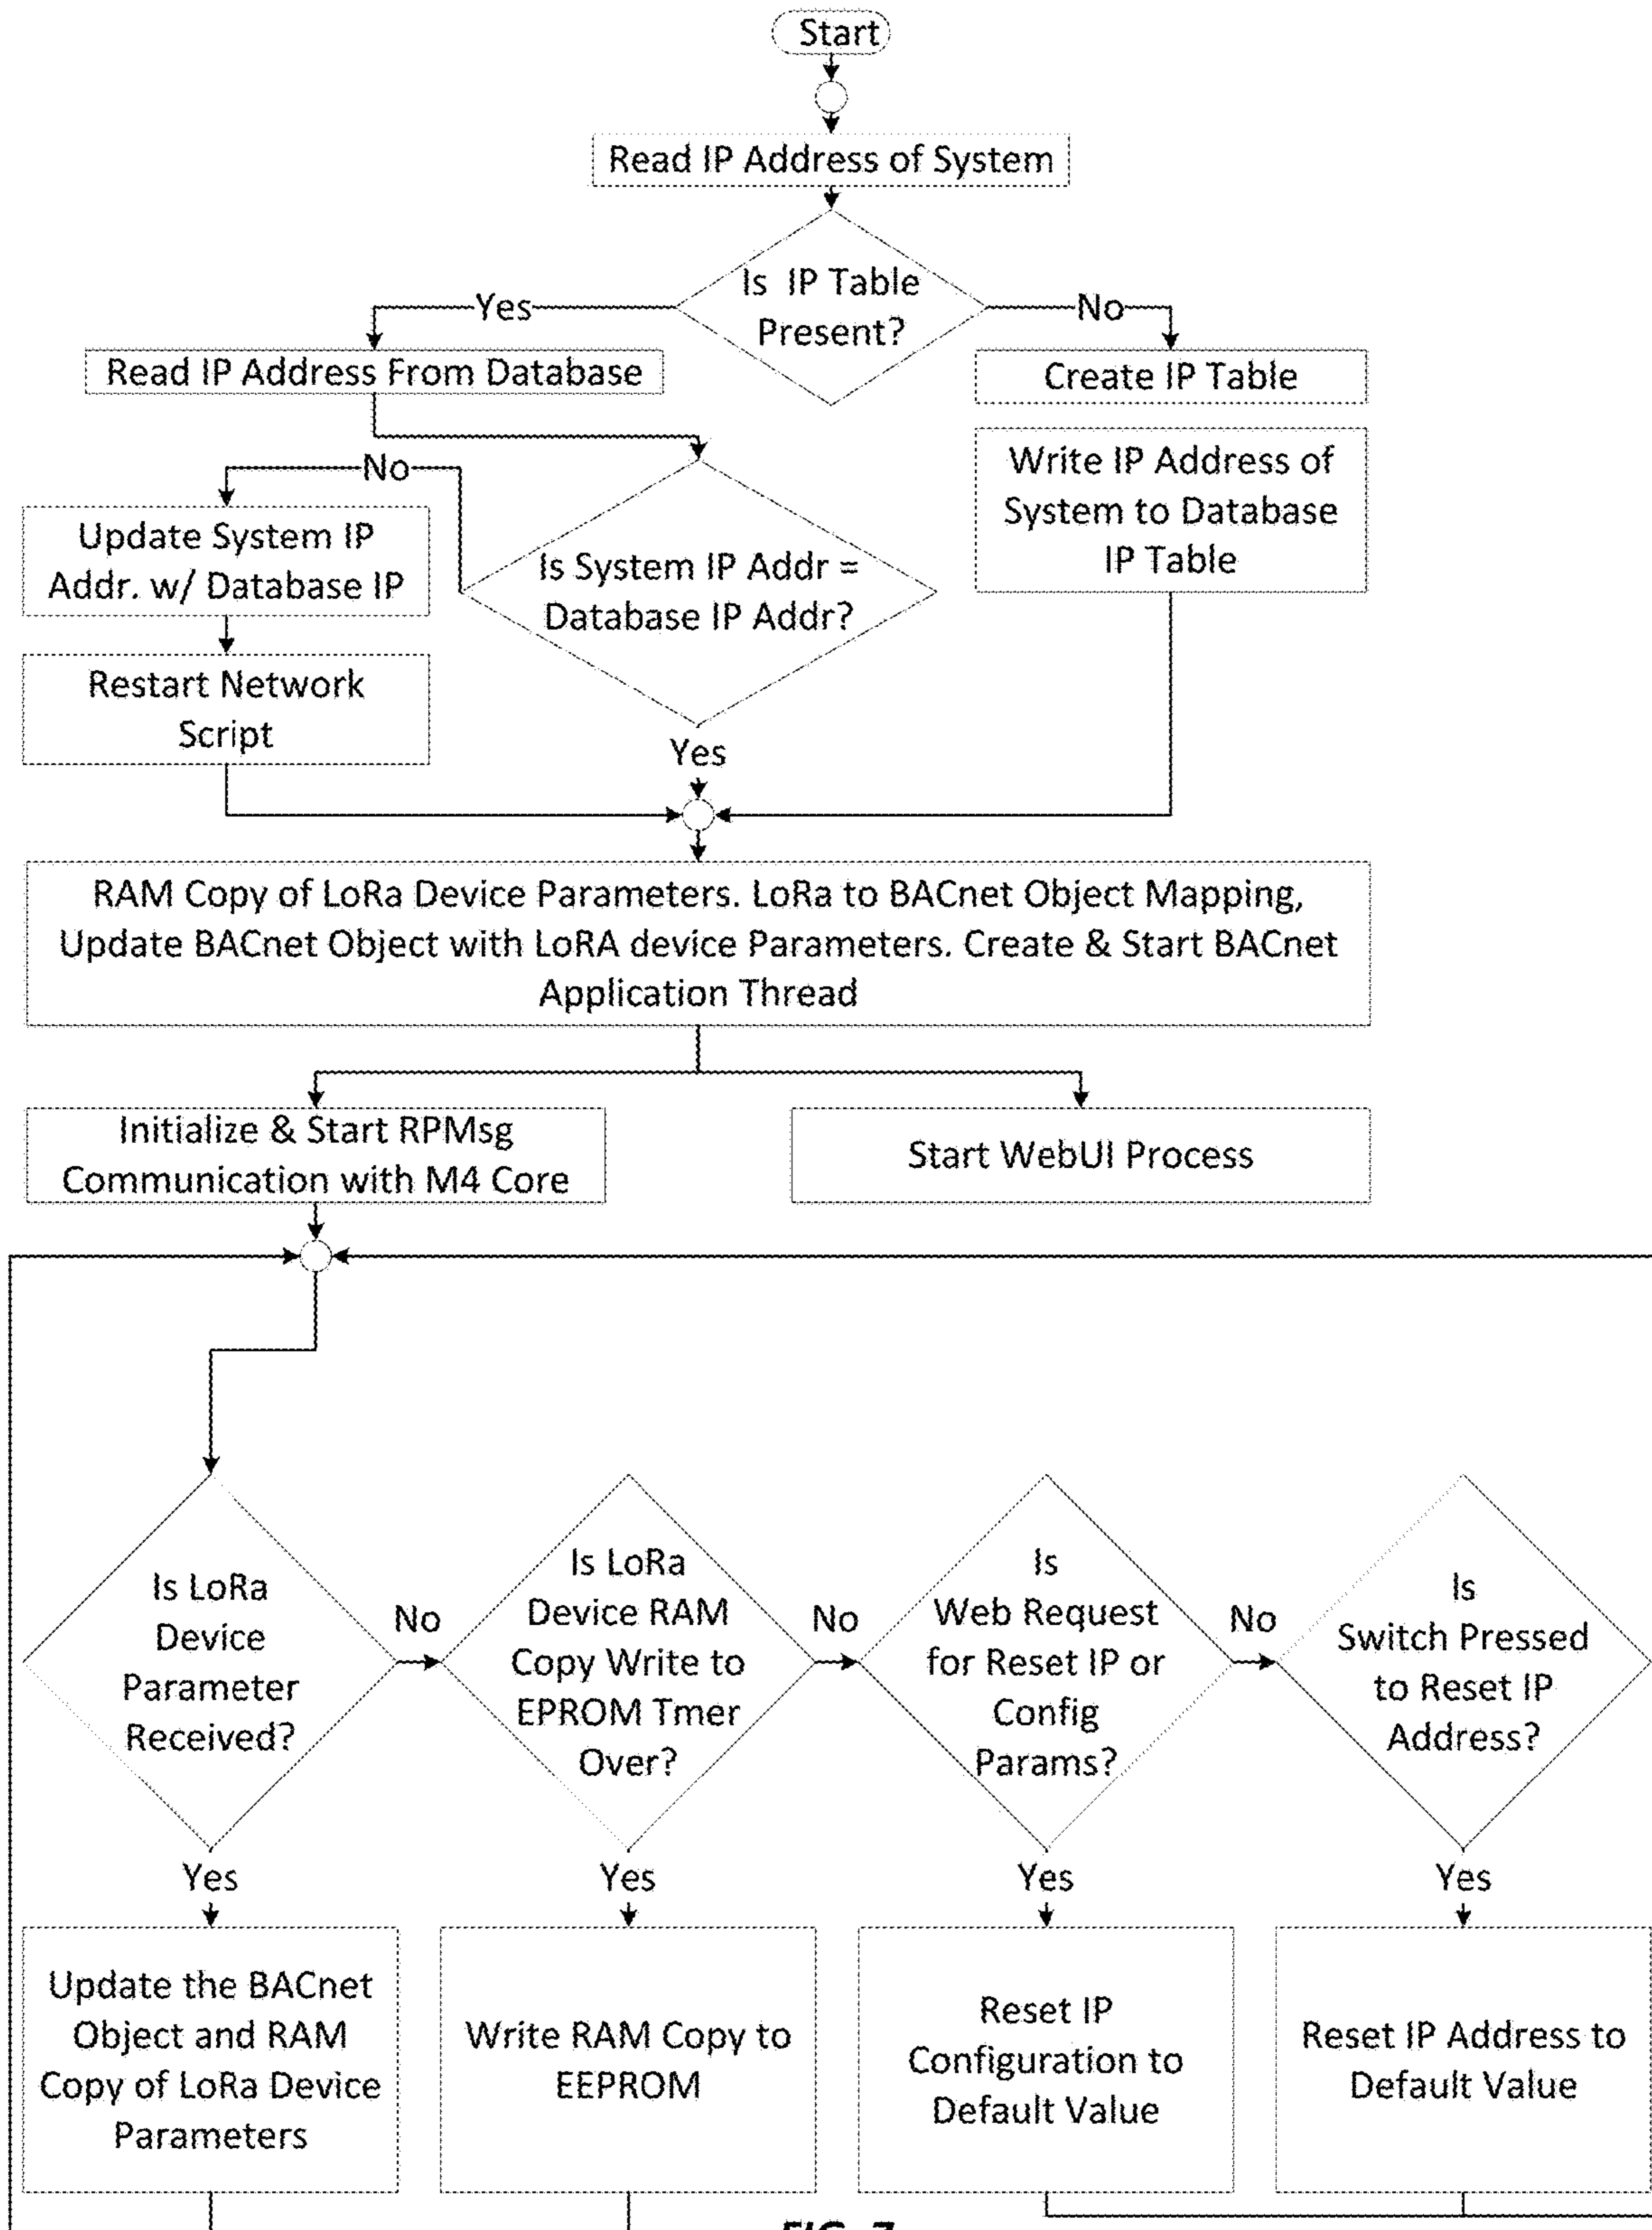 Start
Read IP Address of System
Is IP Table
Present?
Yes
No
Read IP Address From Database
Create IP Table
Write IP Address of
System to Database
IP Table
No
Update System IP
Addr. w/ Database IP
Is System IP Addr =
Database IP Addr?
Restart Network
Script
Yes
RAM Copy of LoRa Device Parameters. LoRa to BACnet Object Mapping,
Update BACnet Object with LoRA device Parameters. Create & Start BACnet
Application Thread
Initialize & Start RPMsg
Communication with M4 Core
Start WebUI Process
Is LoRa
Device
Parameter
Received?
No
Is LoRa
Device RAM
Copy Write to
EPROM Tmer
Over?
No
Is
Web Request
for Reset IP or
Config
Params?
No
Is
Switch Pressed
to Reset IP
Address?
Yes
Yes
Yes
Yes
Update the BACnet
Object and RAM
Copy of LoRa Device
Parameters
Write RAM Copy to
EEPROM
Reset IP
Configuration to
Default Value
Reset IP Address to
Default Value